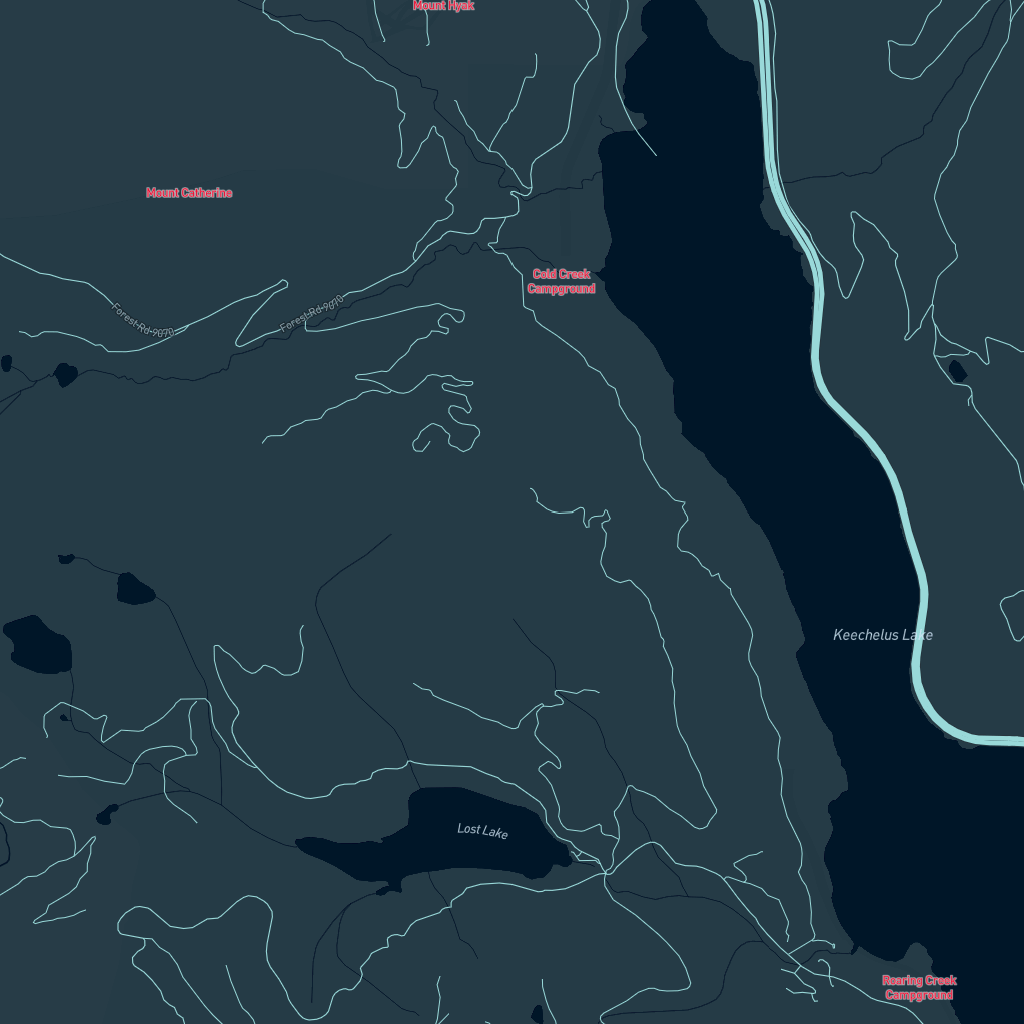 Mount Hyak
Mount Catherine
Cold Creek
Campground
Forest Rd 9070
Forest Rd 9070
Keechelus Lake
Lost Lake
Roaring Creek
Campground